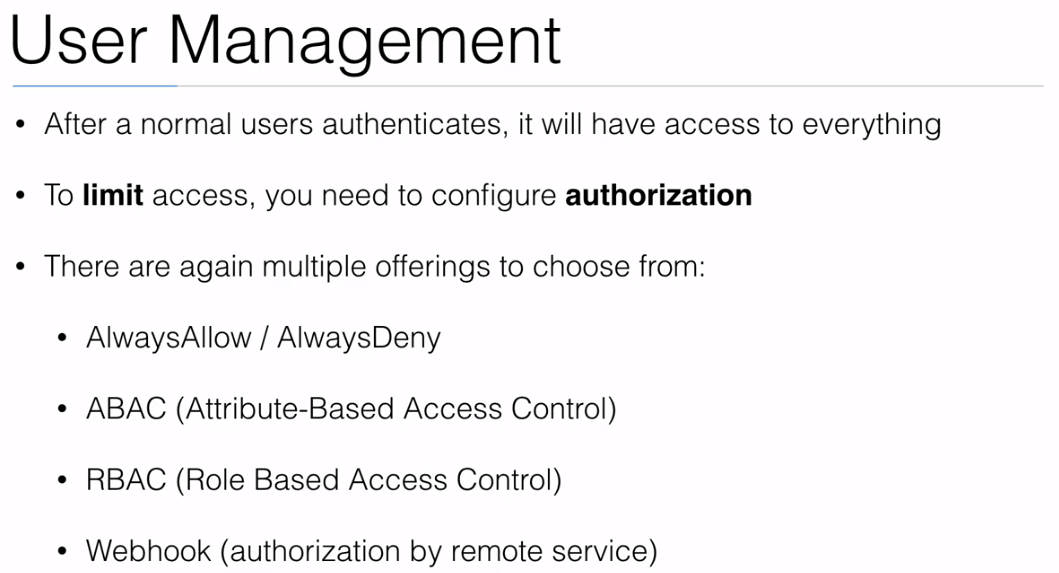 User Management
• After a normal users authenticates, it will have access to everything
• To limit access, you need to configure authorization
• There are again multiple offerings to choose from:
• AlwaysAllow / AlwaysDeny
• ABAC (Attribute-Based Access Control)
• RBAC (Role Based Access Control)
• Webhook (authorization by remote service)